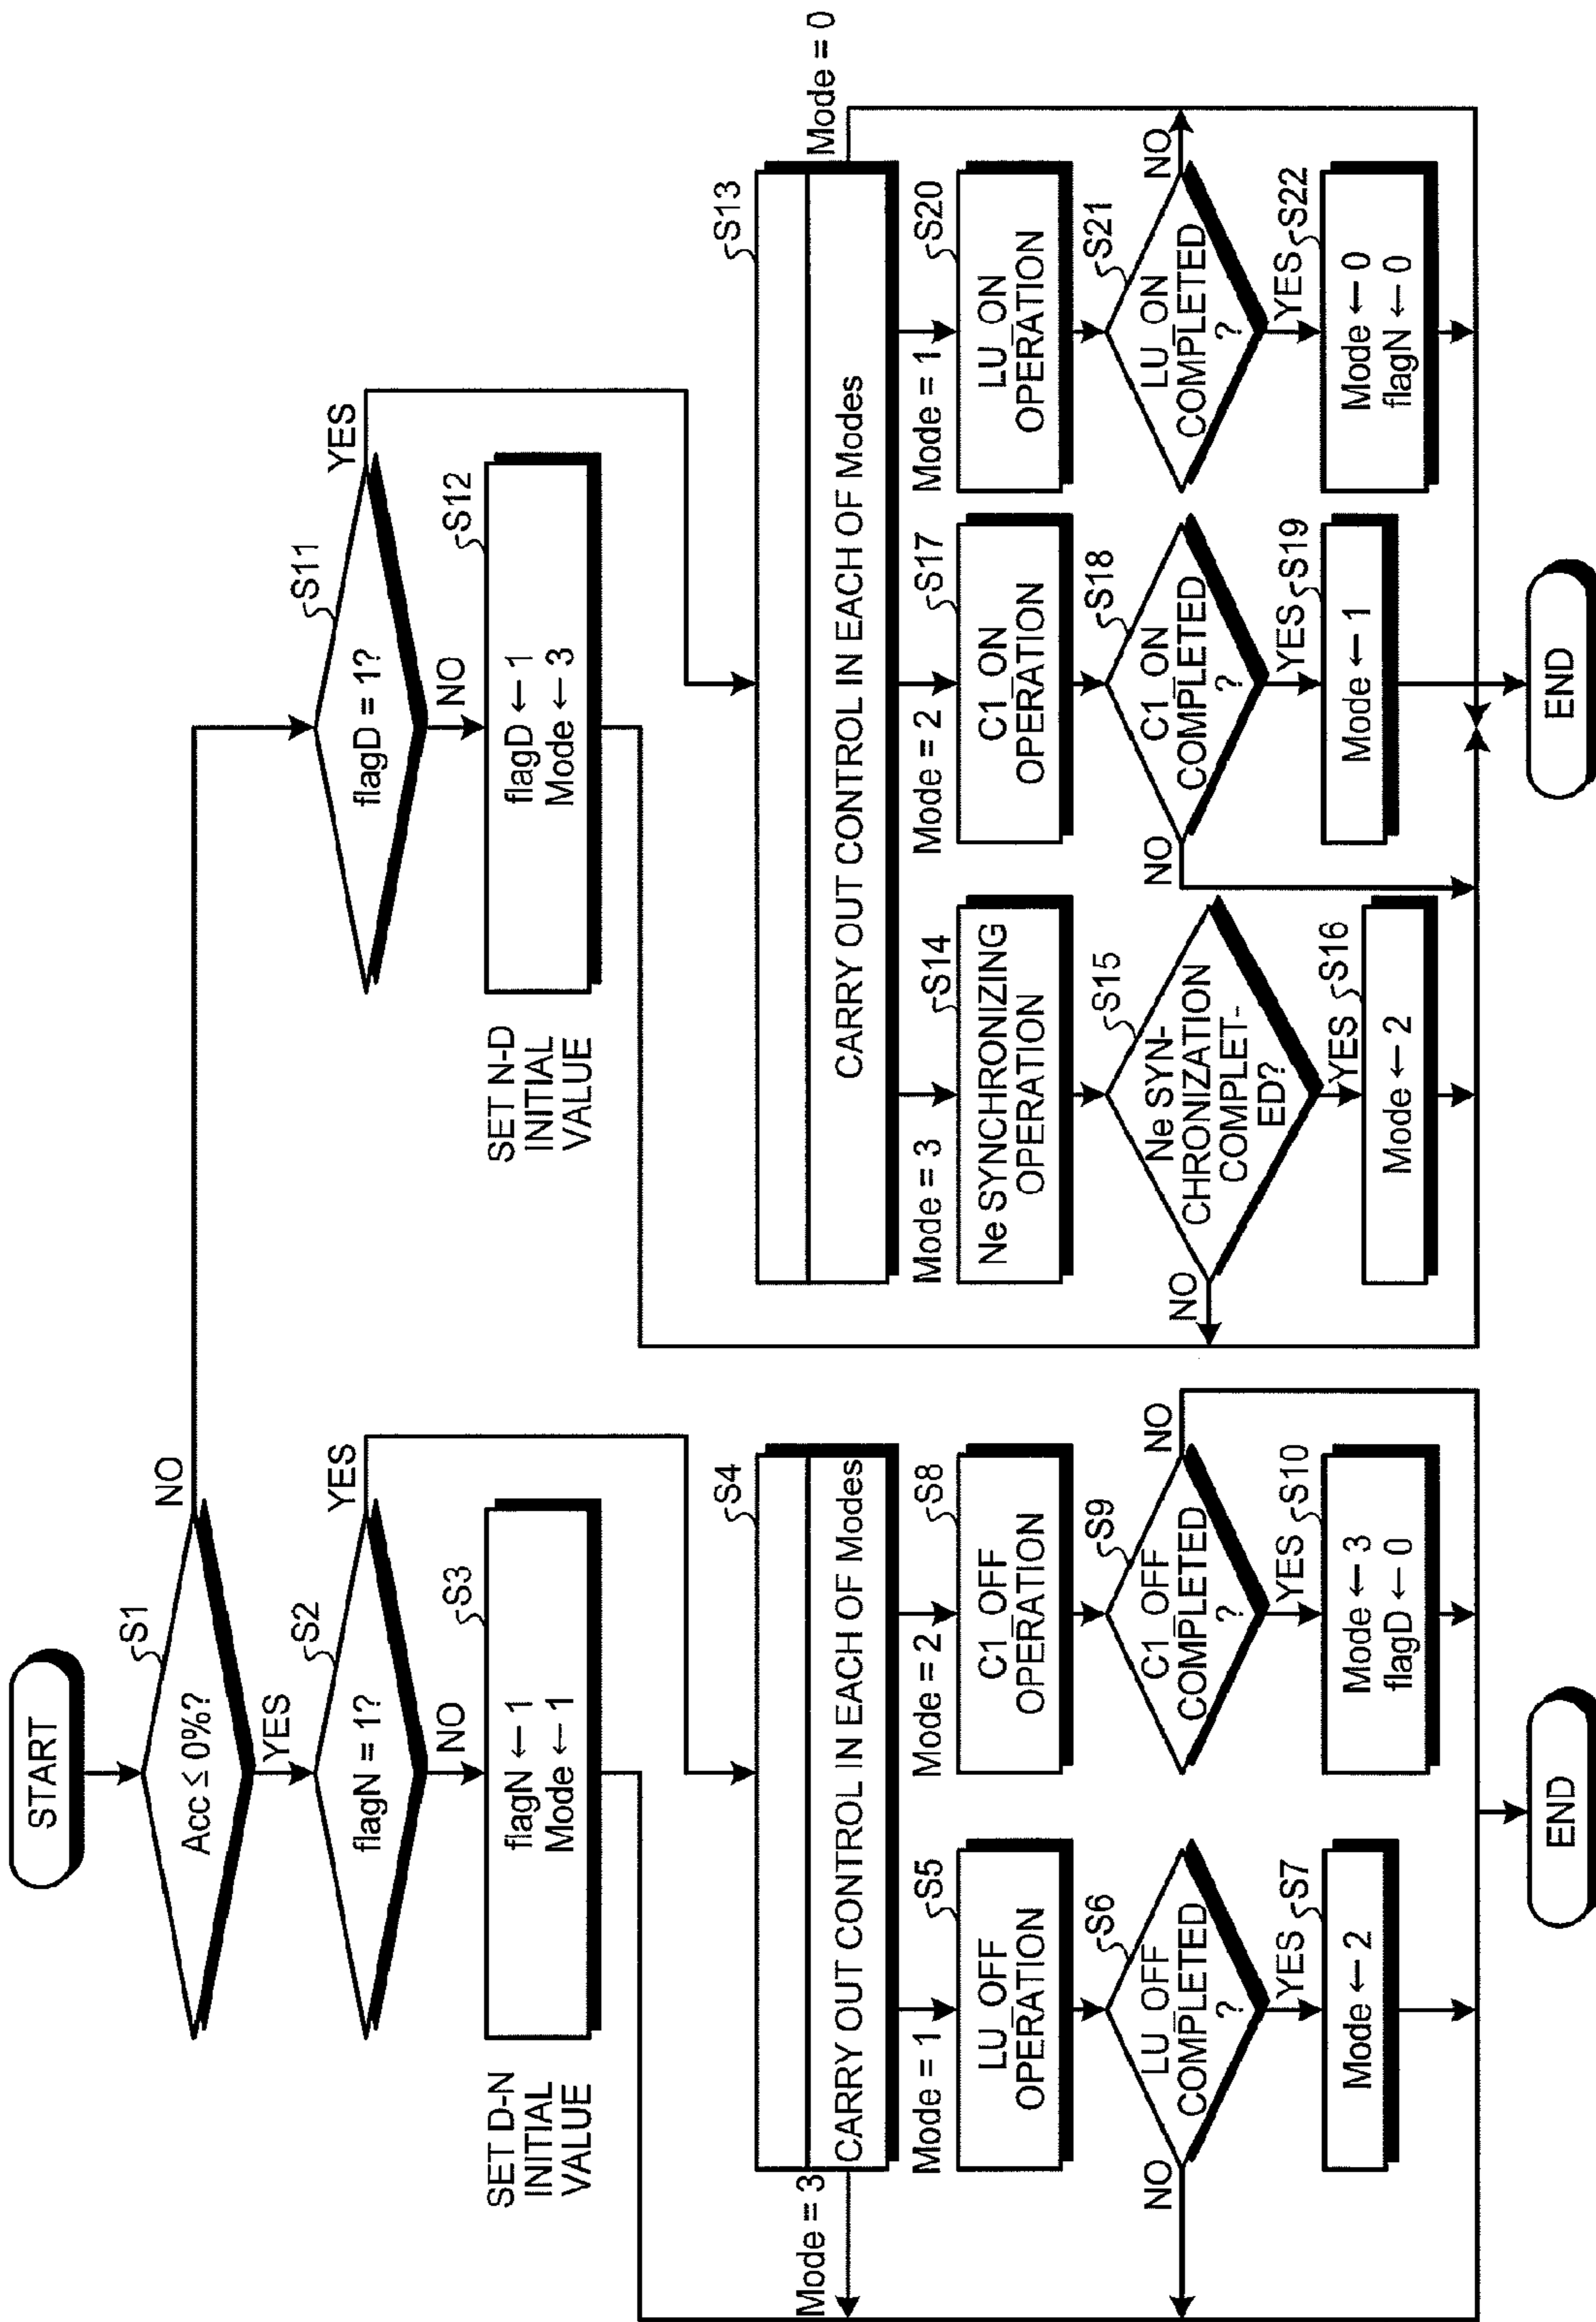 START
Acc ≤ 0%?
S1
NO
YES
flagN = 1?
S2
YES
NO
SET D-N
INITIAL
VALUE
flagN ← 1
Mode ← 1
S3
S4
CARRY OUT CONTROL IN EACH OF Modes
Mode = 3
Mode = 1
LU_OFF
OPERATION
S5
LU_OFF
COMPLETED
?
S6
NO
YES
Mode ← 2
S7
Mode = 2
C1_OFF
OPERATION
S8
C1_OFF
COMPLETED
?
S9
NO
YES
Mode ← 3
flagD ← 0
S10
END
flagD = 1?
S11
YES
NO
SET N-D
INITIAL
VALUE
flagD ← 1
Mode ← 3
S12
S13
CARRY OUT CONTROL IN EACH OF Modes
Mode = 0
Mode = 3
Ne SYNCHRONIZING
OPERATION
S14
Ne SYN-
CHRONIZATION
COMPLET-
ED?
S15
NO
YES
Mode ← 2
S16
Mode = 2
C1_ON
OPERATION
S17
C1_ON
COMPLETED
?
S18
NO
YES
Mode ← 1
S19
Mode = 1
LU_ON
OPERATION
S20
LU_ON
COMPLETED
?
S21
NO
YES
Mode ← 0
flagN ← 0
S22
END